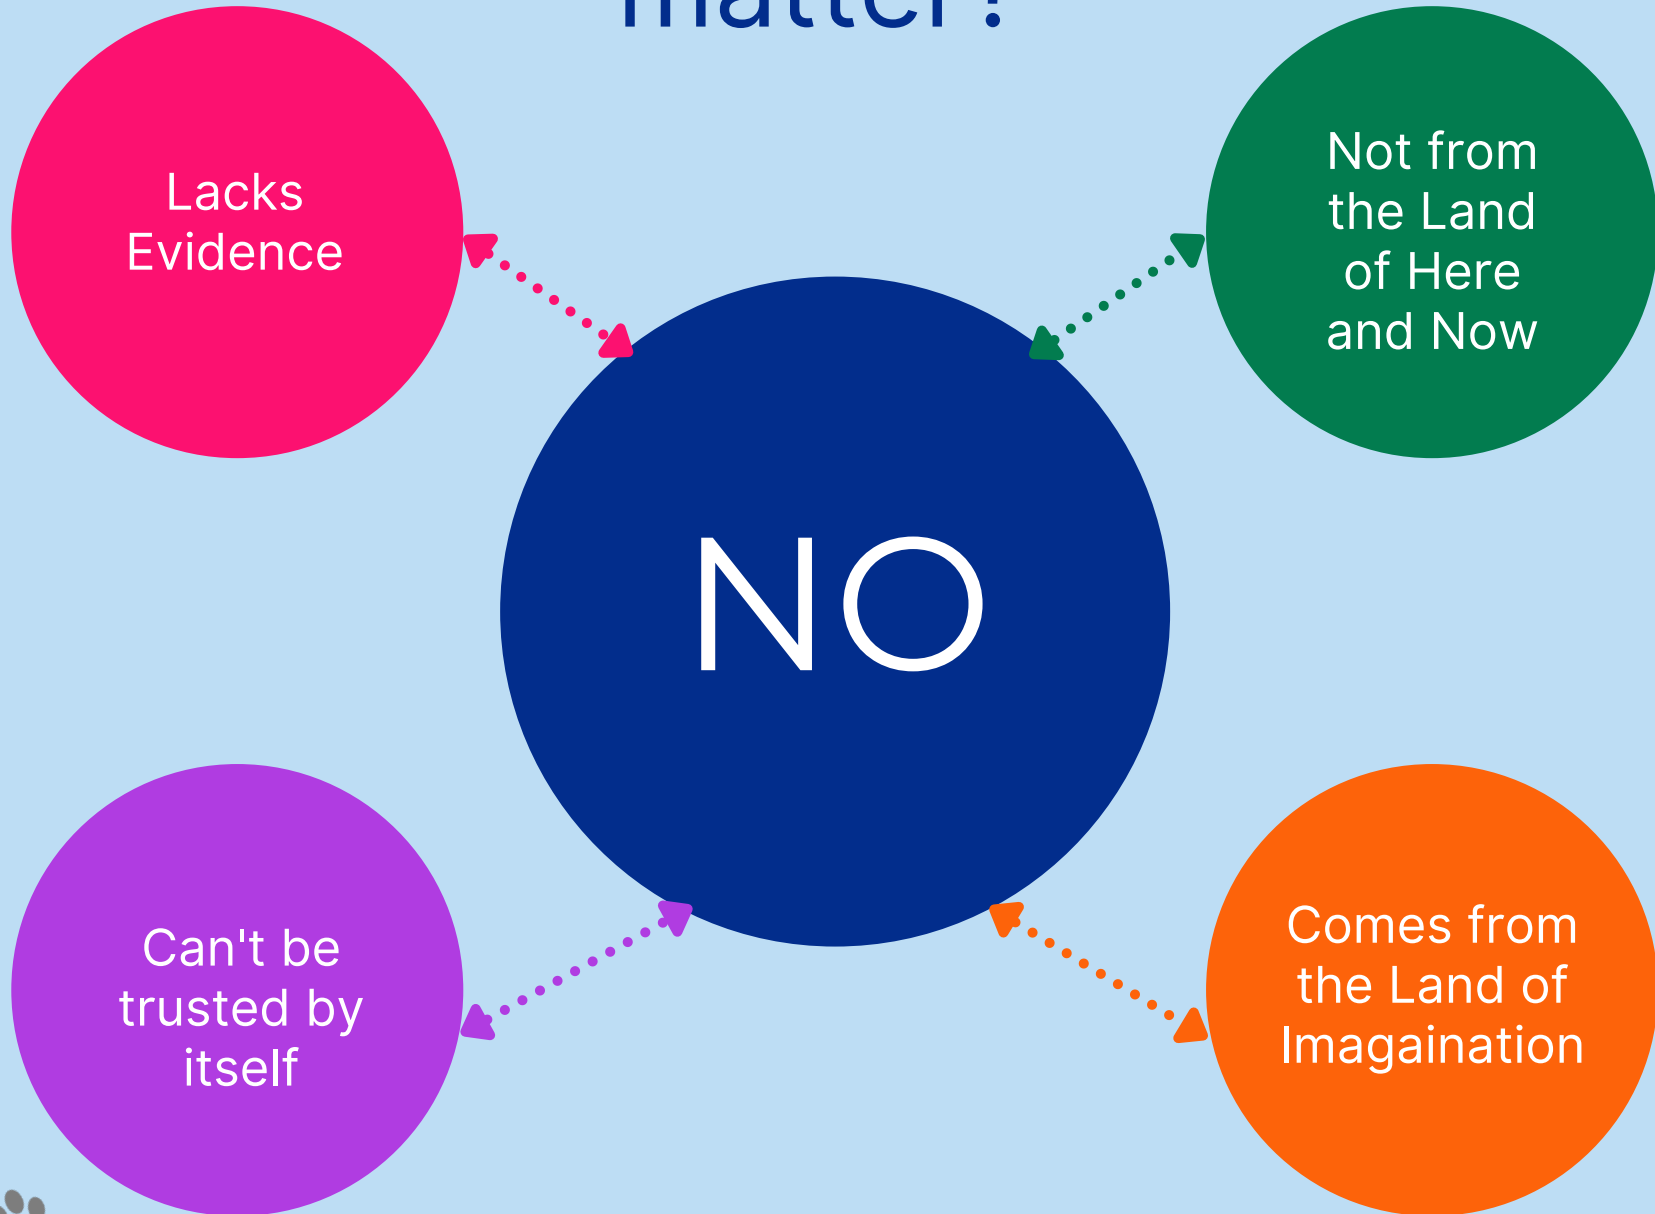 matter?
Lacks
Evidence
Not from
the Land
of Here
and Now
NO
Can't be
trusted by
itself
Comes from
the Land of
Imagaination